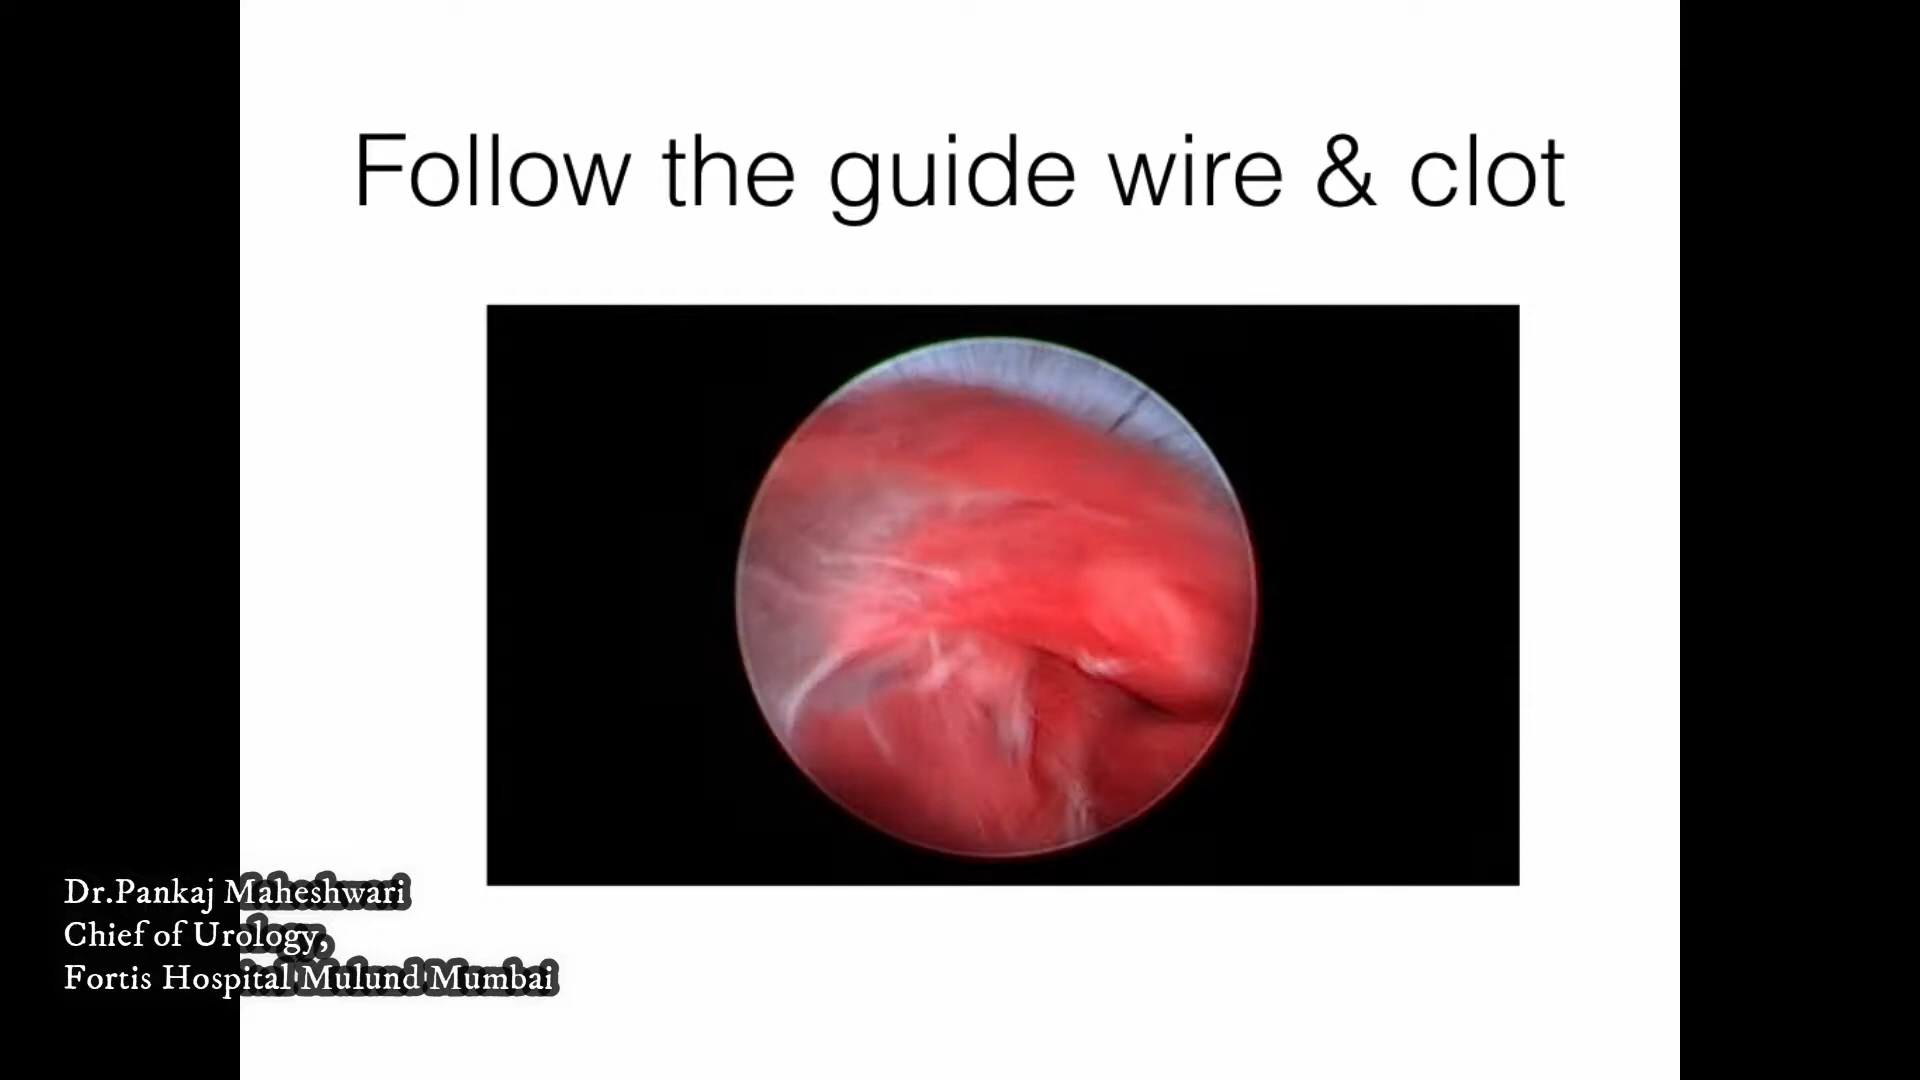 Follow the guide wire & clot
Dr.Pankaj Maheshwari
Chief of Urology,
Fortis Hospital Mulund Mumbai